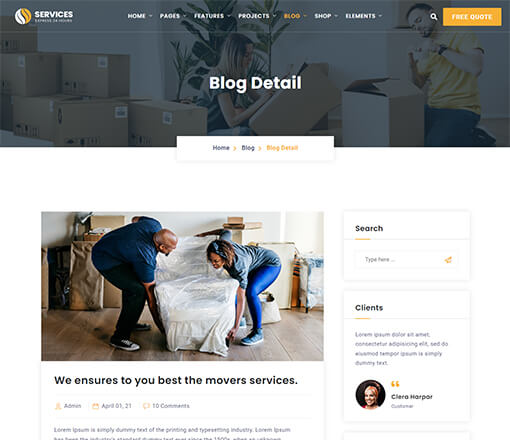 SERVICES
EXPRESS 24 HOURS
HOME PAGES FEATURES PROJECTS BLOG SHOP ELEMENTS
FREE QUOTE
Blog Detail
Home Blog Blog Detail
Search
Type here ...
Clients
Lorem ipsum dolor sit amet,
consectetur adipisicing elit, sed do
eiusmod tempor ipsum is simply
dummy text.
Clera Harpor
Customer
We ensures to you best the movers services.
Admin April 01, 21 10 Comments
Lorem Ipsum is simply dummy text of the printing and typesetting industry. Lorem Ipsum
has been the industry's standard dummy text ever since the 1500s, when an unknown